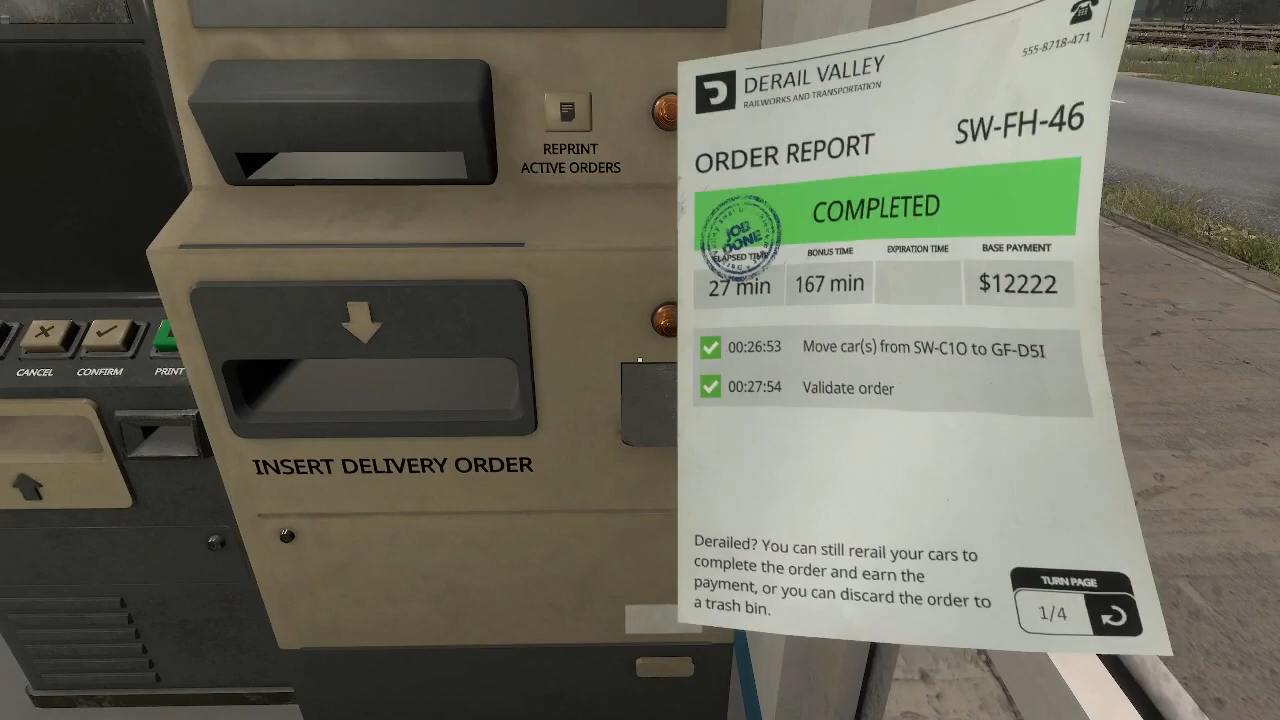 REPRINT
ACTIVE ORDERS
CANCEL
CONFIRM
PRINT
INSERT DELIVERY ORDER
555-8718-471
DERAIL VALLEY
RAILWORKS AND TRANSPORTATION
SW-FH-46
ORDER REPORT
COMPLETED
JOB
DONE
ELAPSED TIME
BONUS TIME
EXPIRATION TIME
BASE PAYMENT
27 min
167 min
$12222
00:26:53 Move car(s) from SW-C1O to GF-D5I
00:27:54 Validate order
Derailed? You can still rerail your cars to
complete the order and earn the
payment, or you can discard the order to
a trash bin.
TURN PAGE
1/4